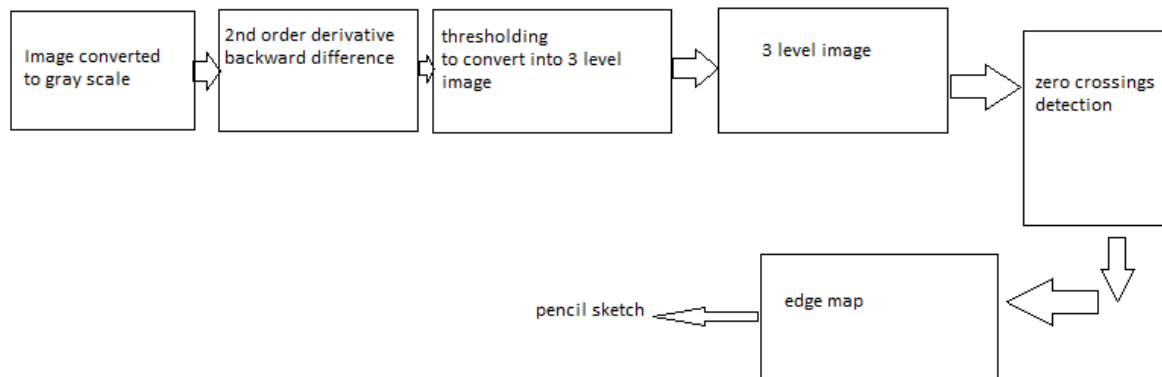 Image converted
to gray scale
2nd order derivative
backward difference
thresholding
to convert into 3 level
image
3 level image
zero crossings
detection
edge map
pencil sketch